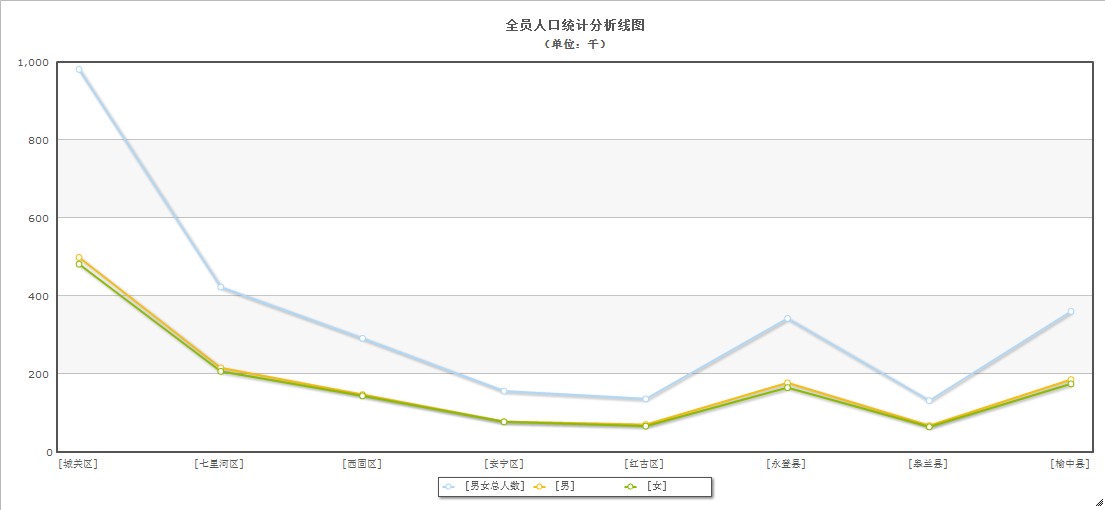 全员人口统计分析线图
(单位: 千)
1,000
800
600
400
200
0
[城关区] [七里河区] [西固区] [安宁区] [红古区] [永登县] [皋兰县] [榆中县]
[男女总人数] [男] [女]